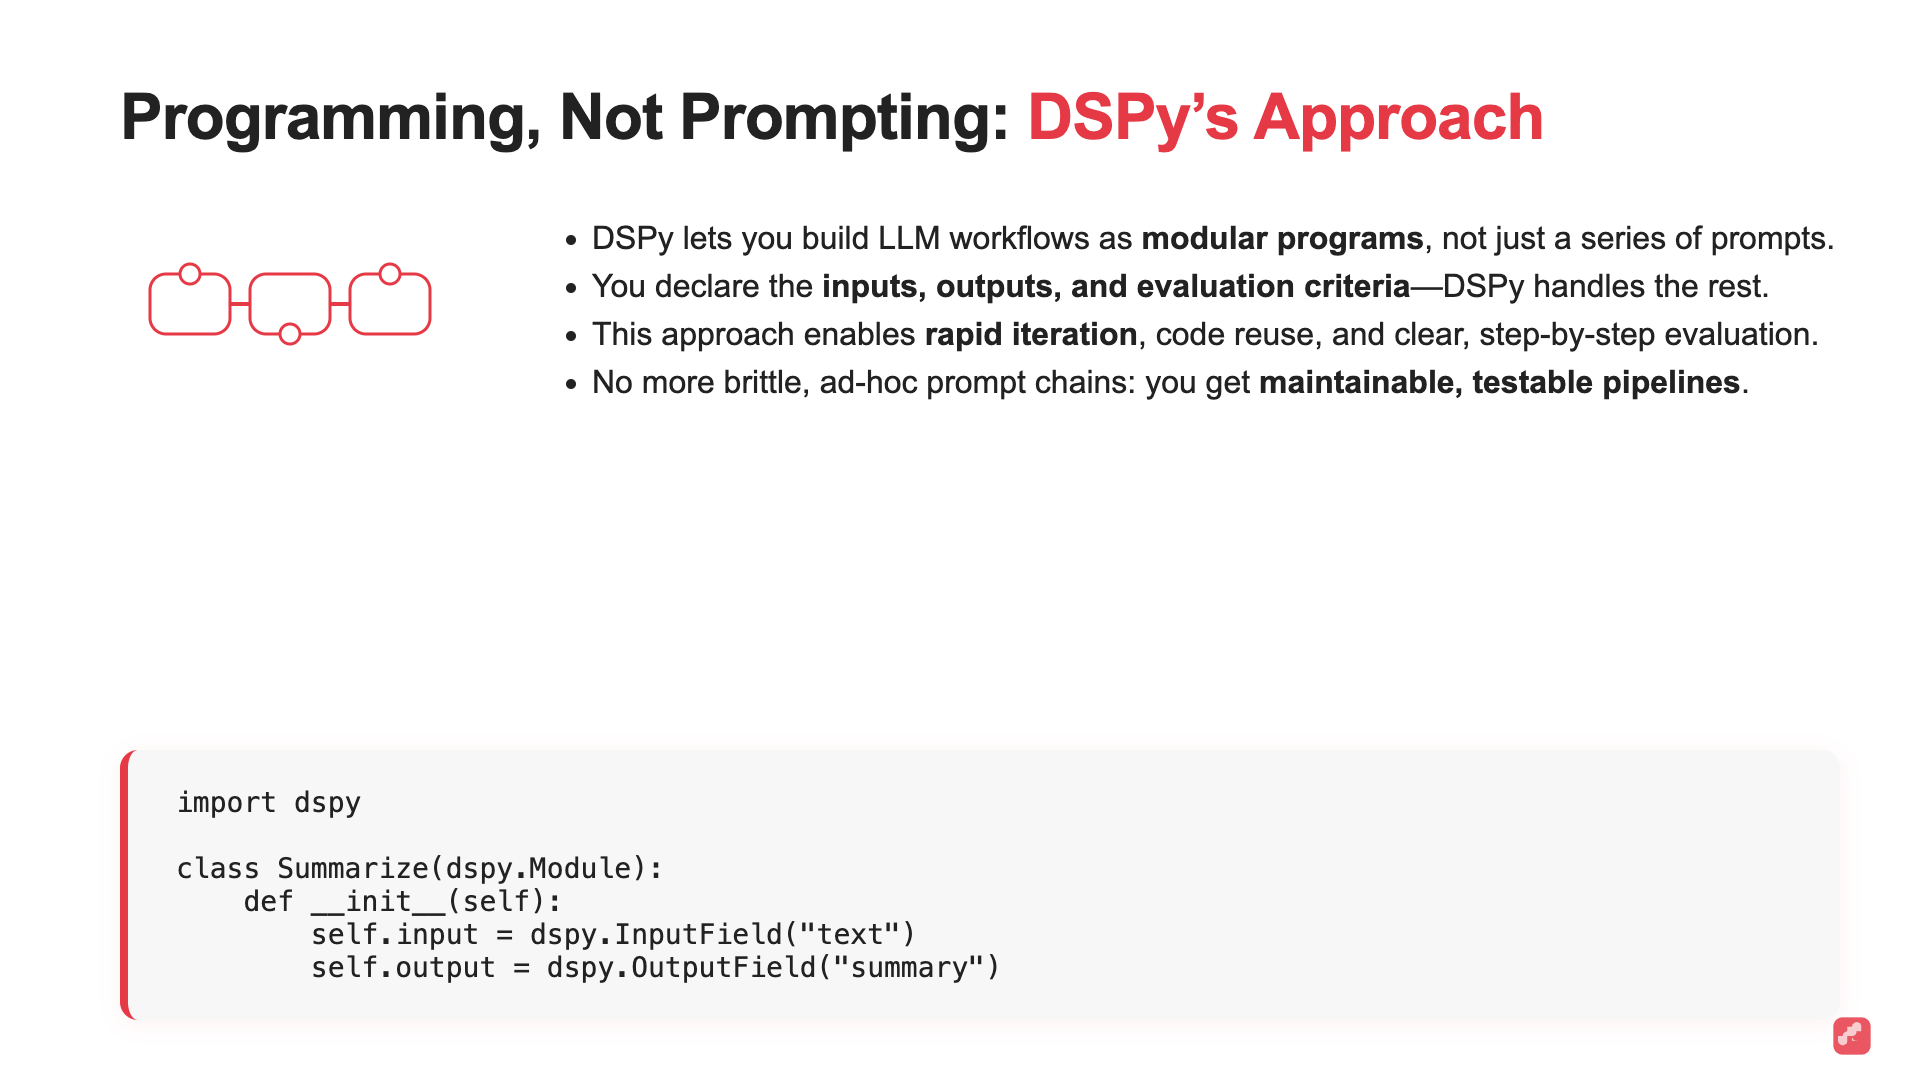 Programming, Not Prompting: DSPy’s Approach
• DSPy lets you build LLM workflows as modular programs, not just a series of prompts.
• You declare the inputs, outputs, and evaluation criteria—DSPy handles the rest.
• This approach enables rapid iteration, code reuse, and clear, step-by-step evaluation.
• No more brittle, ad-hoc prompt chains: you get maintainable, testable pipelines.
import dspy

class Summarize(dspy.Module):
    def __init__(self):
        self.input = dspy.InputField("text")
        self.output = dspy.OutputField("summary")